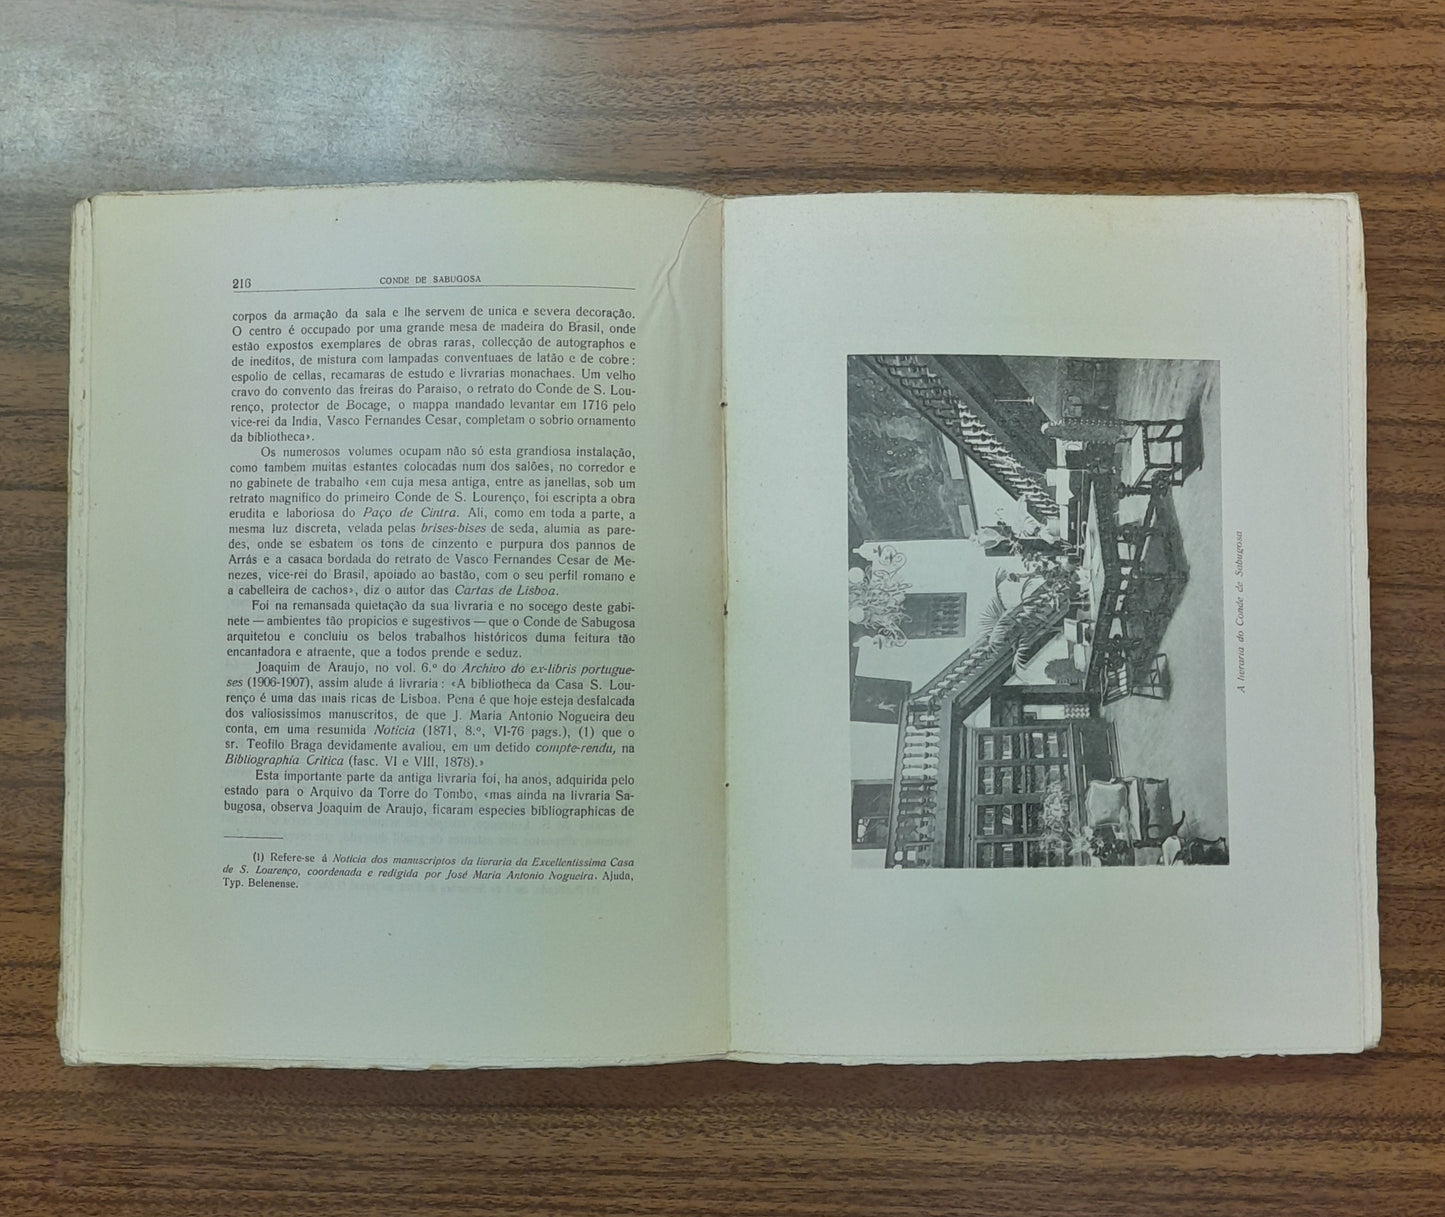 216
CONDE DE SABUGOSA
corpos da armação da sala e lhe servem de unica e severa decoração.
O centro é occupado por uma grande mesa de madeira do Brasil, onde
estão expostos exemplares de obras raras, collecção de autographos e
de ineditos, de mistura com lampadas conventuaes de latão e de cobre:
espolio de cellas, recamaras de estudo e livrarias monachaes. Um velho
cravo do convento das freiras do Paraiso, o retrato do Conde de S. Lou-
renço, protector de Bocage, o mappa mandado levantar em 1716 pelo
vice-rei da India, Vasco Fernandes Cesar, completam o sobrio ornamento
da bibliotheca».
Os numerosos volumes ocupam não só esta grandiosa instalação,
como tambem muitas estantes colocadas num dos salões, no corredor e
no gabinete de trabalho «em cuja mesa antiga, entre as janellas, sob um
retrato magnifico do primeiro Conde de S. Lourenço, foi escripta a obra
erudita e laboriosa do Paço de Cintra. Ali, como em toda a parte, a
mesma luz discreta, velada pelas brises-bises de seda, alumia as pare-
des, onde se esbatem os tons de cinzento e purpura dos pannos de
Arrás e a casaca bordada do retrato de Vasco Fernandes Cesar de Me-
nezes, vice-rei do Brasil, apoiado ao bastão, com o seu perfil romano e
a cabelleira de cachos», diz o autor das Cartas de Lisboa.
Foi na remansada quietação da sua livraria e no socego deste gabi-
nete — ambientes tão propicios e sugestivos — que o Conde de Sabugosa
arquitetou e concluiu os belos trabalhos históricos duma feitura tão
encantadora e atraente, que a todos prende e seduz.
Joaquim de Araujo, no vol. 6.º do Archivo do ex-libris portugue-
ses (1906-1907), assim alude á livraria: «A bibliotheca da Casa S. Lou-
renço é uma das mais ricas de Lisboa. Pena é que hoje esteja desfalcada
dos valiosissimos manuscritos, de que J. Maria Antonio Nogueira deu
conta, em uma resumida Noticia (1871, 8.º, VI-76 pags.), (1) que o
sr. Teofilo Braga devidamente avaliou, em um detido compte-rendu, na
Bibliographia Critica (fasc. VI e VIII, 1878).»
Esta importante parte da antiga livraria foi, ha anos, adquirida pelo
estado para o Arquivo da Torre do Tombo, «mas ainda na livraria Sa-
bugosa, observa Joaquim de Araujo, ficaram especies bibliographicas de
(1) Refere-se á Noticia dos manuscriptos da livraria da Excellentissima Casa
de S. Lourenço, coordenada e redigida por José Maria Antonio Nogueira. Ajuda,
Typ. Belenense.
A livraria do Conde de Sabugosa